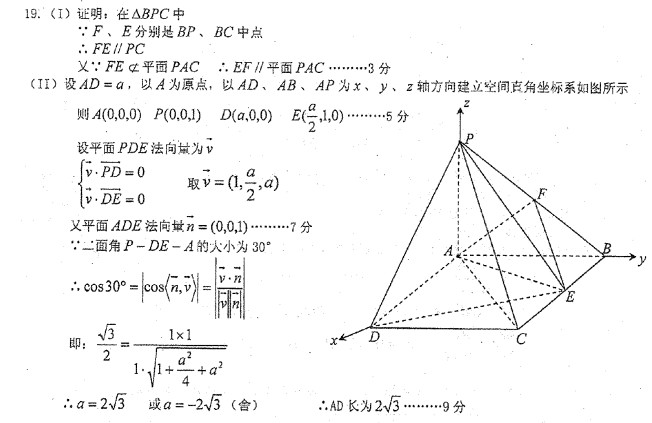 19. (Ⅰ) 证明：在△BPC中
∵ F、E分别是BP、BC中点
∴ FE // PC
又∵ FE ⊄ 平面PAC ∴ EF // 平面PAC ………3分
(II) 设AD = a，以A为原点，以AD、AB、AP为x、y、z轴方向建立空间直角坐标系如图所示
则A(0,0,0) P(0,0,1) D(a,0,0) E(a/2,1,0) ………5分
设平面PDE法向量为v⃗
{ v⃗·PD⃗ = 0
v⃗·DE⃗ = 0
取v⃗ = (1, a/2, a)
又平面ADE法向量n⃗ = (0,0,1) ………7分
∵二面角P－DE－A的大小为30°
∴ cos30° = |cos⟨n⃗,v⃗⟩| = |v⃗·n⃗ / |v⃗||n⃗||
即：√3/2 = 1×1 / (1·√(1 + a²/4 + a²))
∴ a = 2√3 或a = −2√3（舍） ∴AD长为2√3 ………9分
z
P
F
A
B
y
E
x
D
C